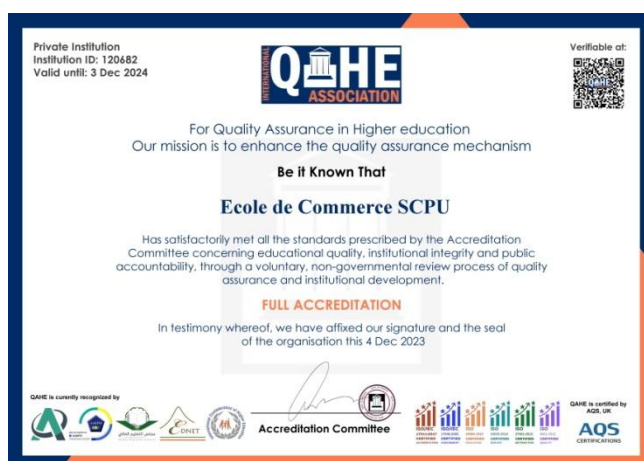 Private Institution
Institution ID: 120682
Valid until: 3 Dec 2024
INTERNATIONAL
QAHE
ASSOCIATION
Verifiable at:
QAHE
For Quality Assurance in Higher education
Our mission is to enhance the quality assurance mechanism
Be it Known That
Ecole de Commerce SCPU
Has satisfactorily met all the standards prescribed by the Accreditation
Committee concerning educational quality, institutional integrity and public
accountability, through a voluntary, non-governmental review process of quality
assurance and institutional development.
FULL ACCREDITATION
In testimony whereof, we have affixed our signature and the seal
of the organisation this 4 Dec 2023
QAHE is currently recognized by
EDNET
Accreditation Committee
QAHE is certified by
AQS, UK
AQS
CERTIFICATIONS